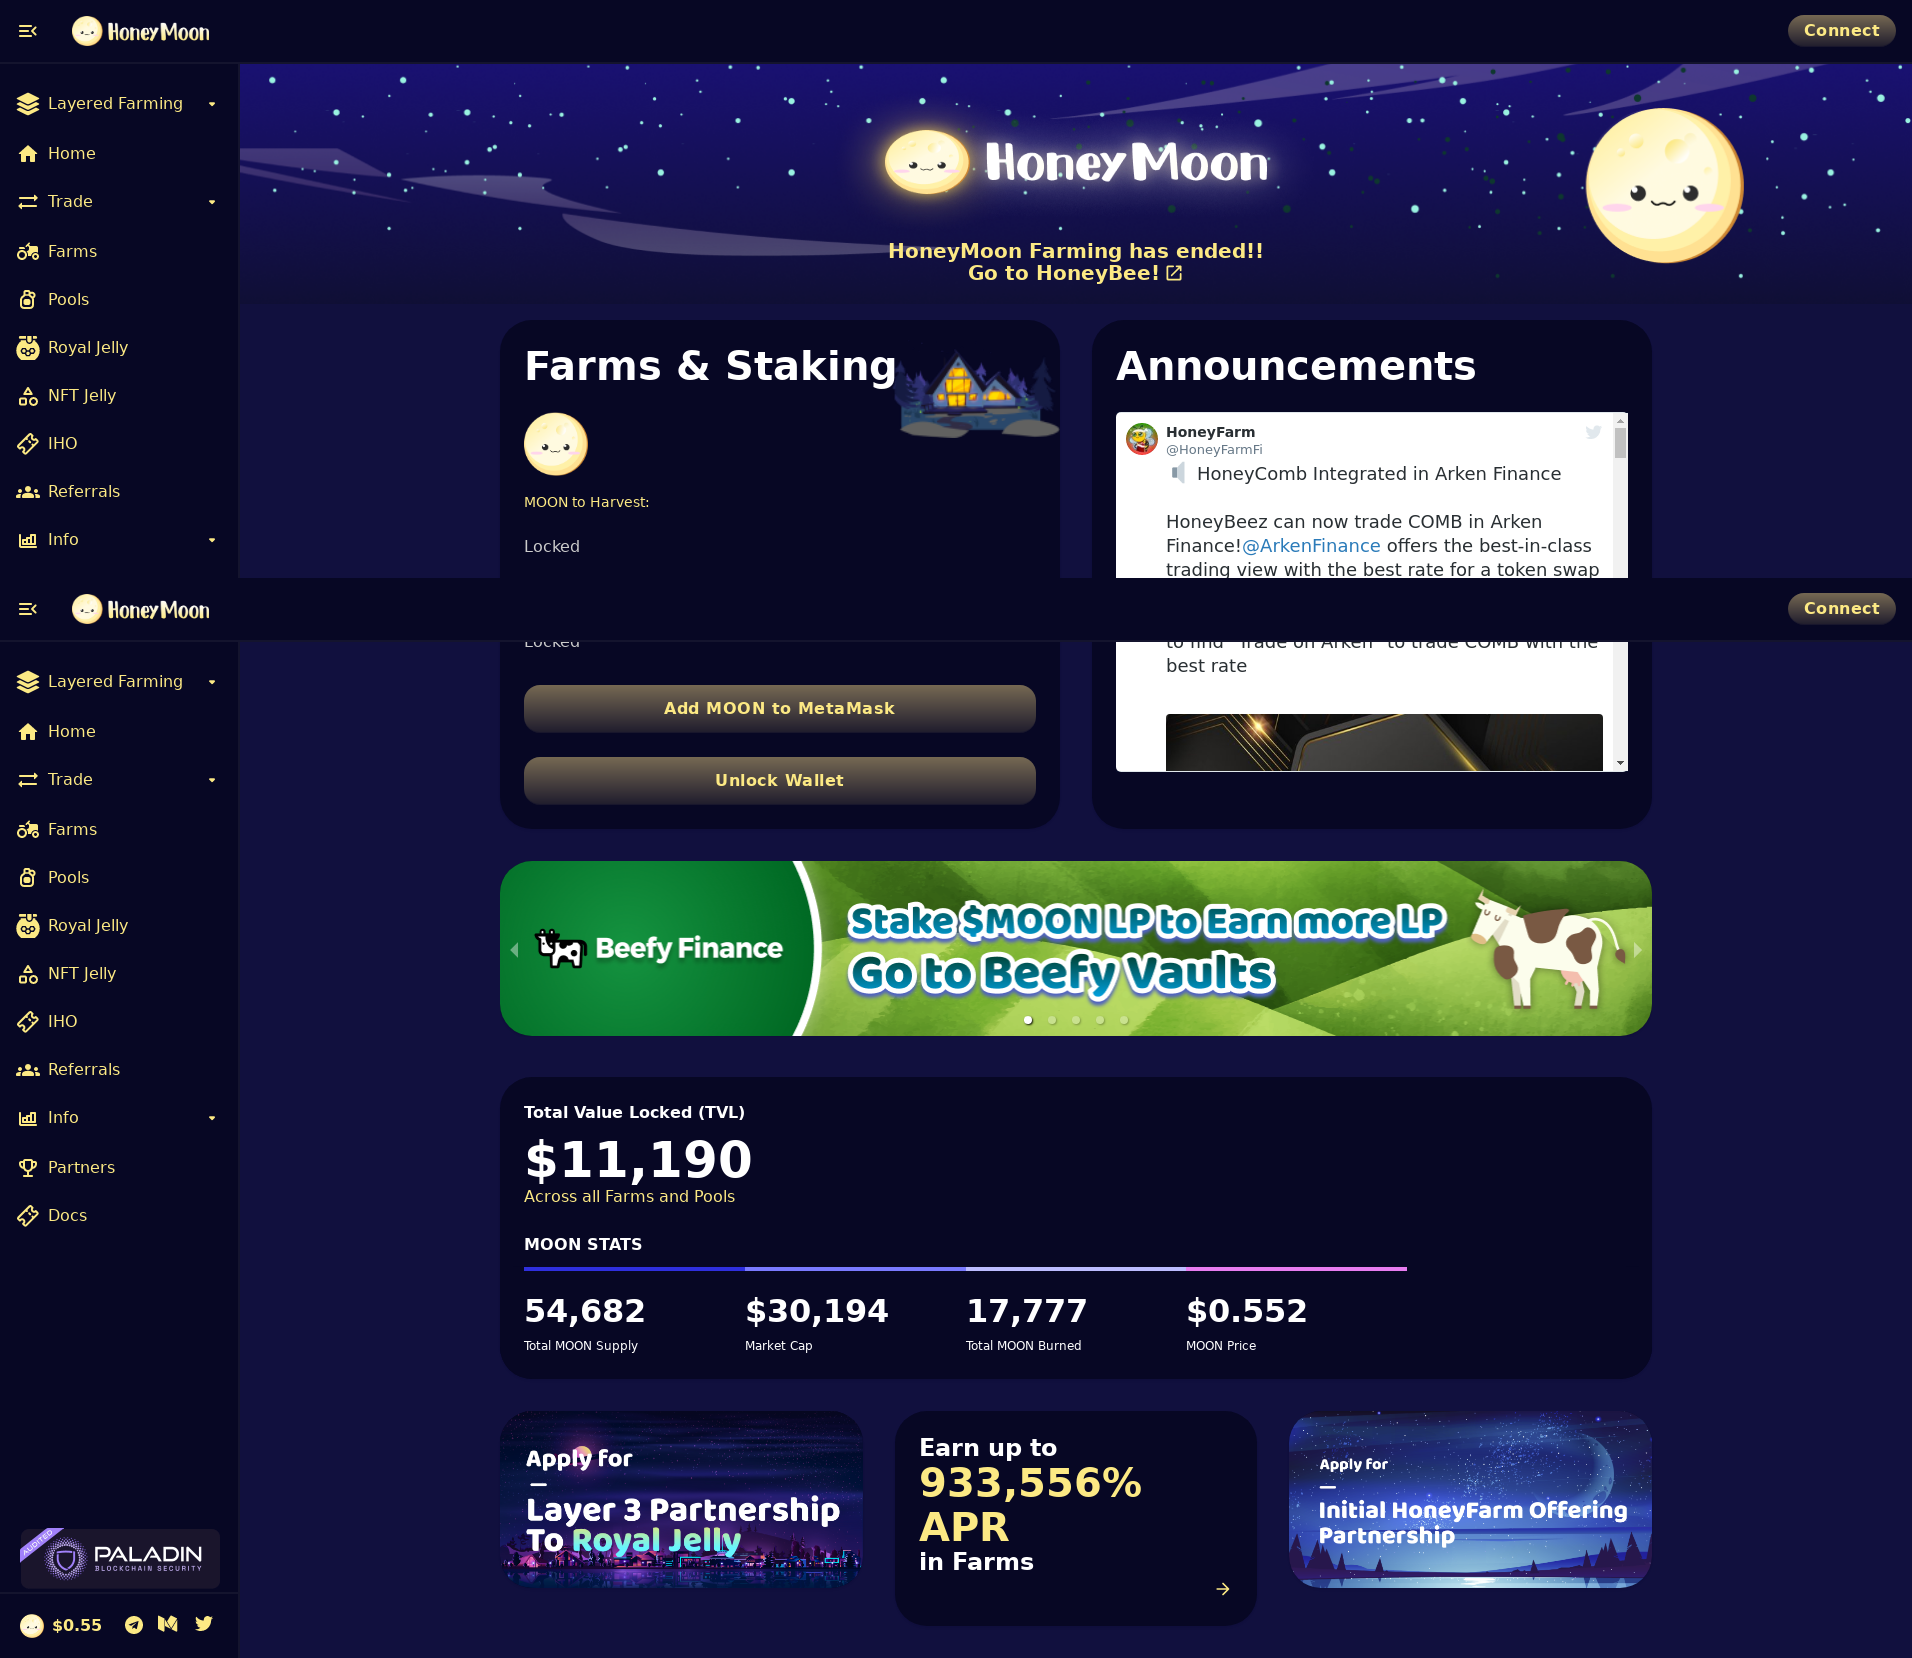 HoneyMoon
Connect
Layered Farming
Home
Trade
Farms
Pools
Royal Jelly
NFT Jelly
IHO
Referrals
Info
HoneyMoon
HoneyMoon Farming has ended!!
Go to HoneyBee!
Farms & Staking
MOON to Harvest:
Locked
Announcements
HoneyFarm
@HoneyFarmFi
HoneyComb Integrated in Arken Finance
HoneyBeez can now trade COMB in Arken
Finance!@ArkenFinance offers the best-in-class
trading view with the best rate for a token swap
HoneyMoon
Connect
Layered Farming
Home
Trade
Farms
Pools
Royal Jelly
NFT Jelly
IHO
Referrals
Info
Partners
Docs
AUDITED
PALADIN
BLOCKCHAIN SECURITY
$0.55
Locked
Add MOON to MetaMask
Unlock Wallet
to find "Trade on Arken" to trade COMB with the
best rate
Beefy Finance
Stake $MOON LP to Earn more LP
Go to Beefy Vaults
Total Value Locked (TVL)
$11,190
Across all Farms and Pools
MOON STATS
54,682
Total MOON Supply
$30,194
Market Cap
17,777
Total MOON Burned
$0.552
MOON Price
Apply for
Layer 3 Partnership
To Royal Jelly
Earn up to
933,556%
APR
in Farms
Apply for
Initial HoneyFarm Offering
Partnership